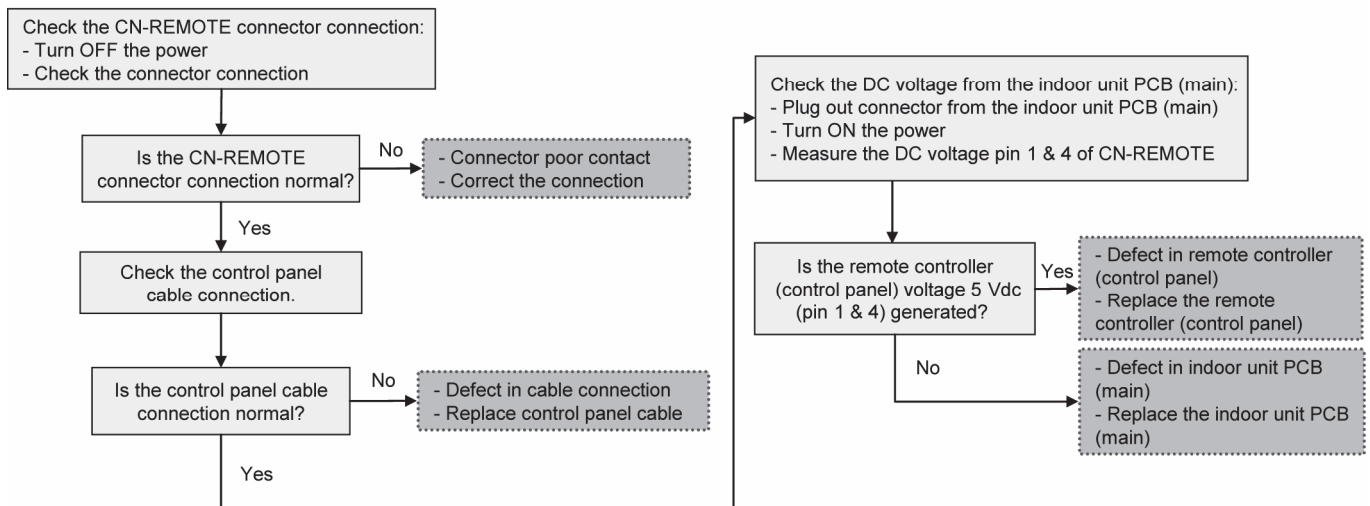 Check the CN-REMOTE connector connection:
- Turn OFF the power
- Check the connector connection
Is the CN-REMOTE
connector connection normal?
No
- Connector poor contact
- Correct the connection
Yes
Check the control panel
cable connection.
Is the control panel cable
connection normal?
No
- Defect in cable connection
- Replace control panel cable
Yes
Check the DC voltage from the indoor unit PCB (main):
- Plug out connector from the indoor unit PCB (main)
- Turn ON the power
- Measure the DC voltage pin 1 & 4 of CN-REMOTE
Is the remote controller
(control panel) voltage 5 Vdc
(pin 1 & 4) generated?
Yes
- Defect in remote controller
(control panel)
- Replace the remote
controller (control panel)
No
- Defect in indoor unit PCB
(main)
- Replace the indoor unit PCB
(main)